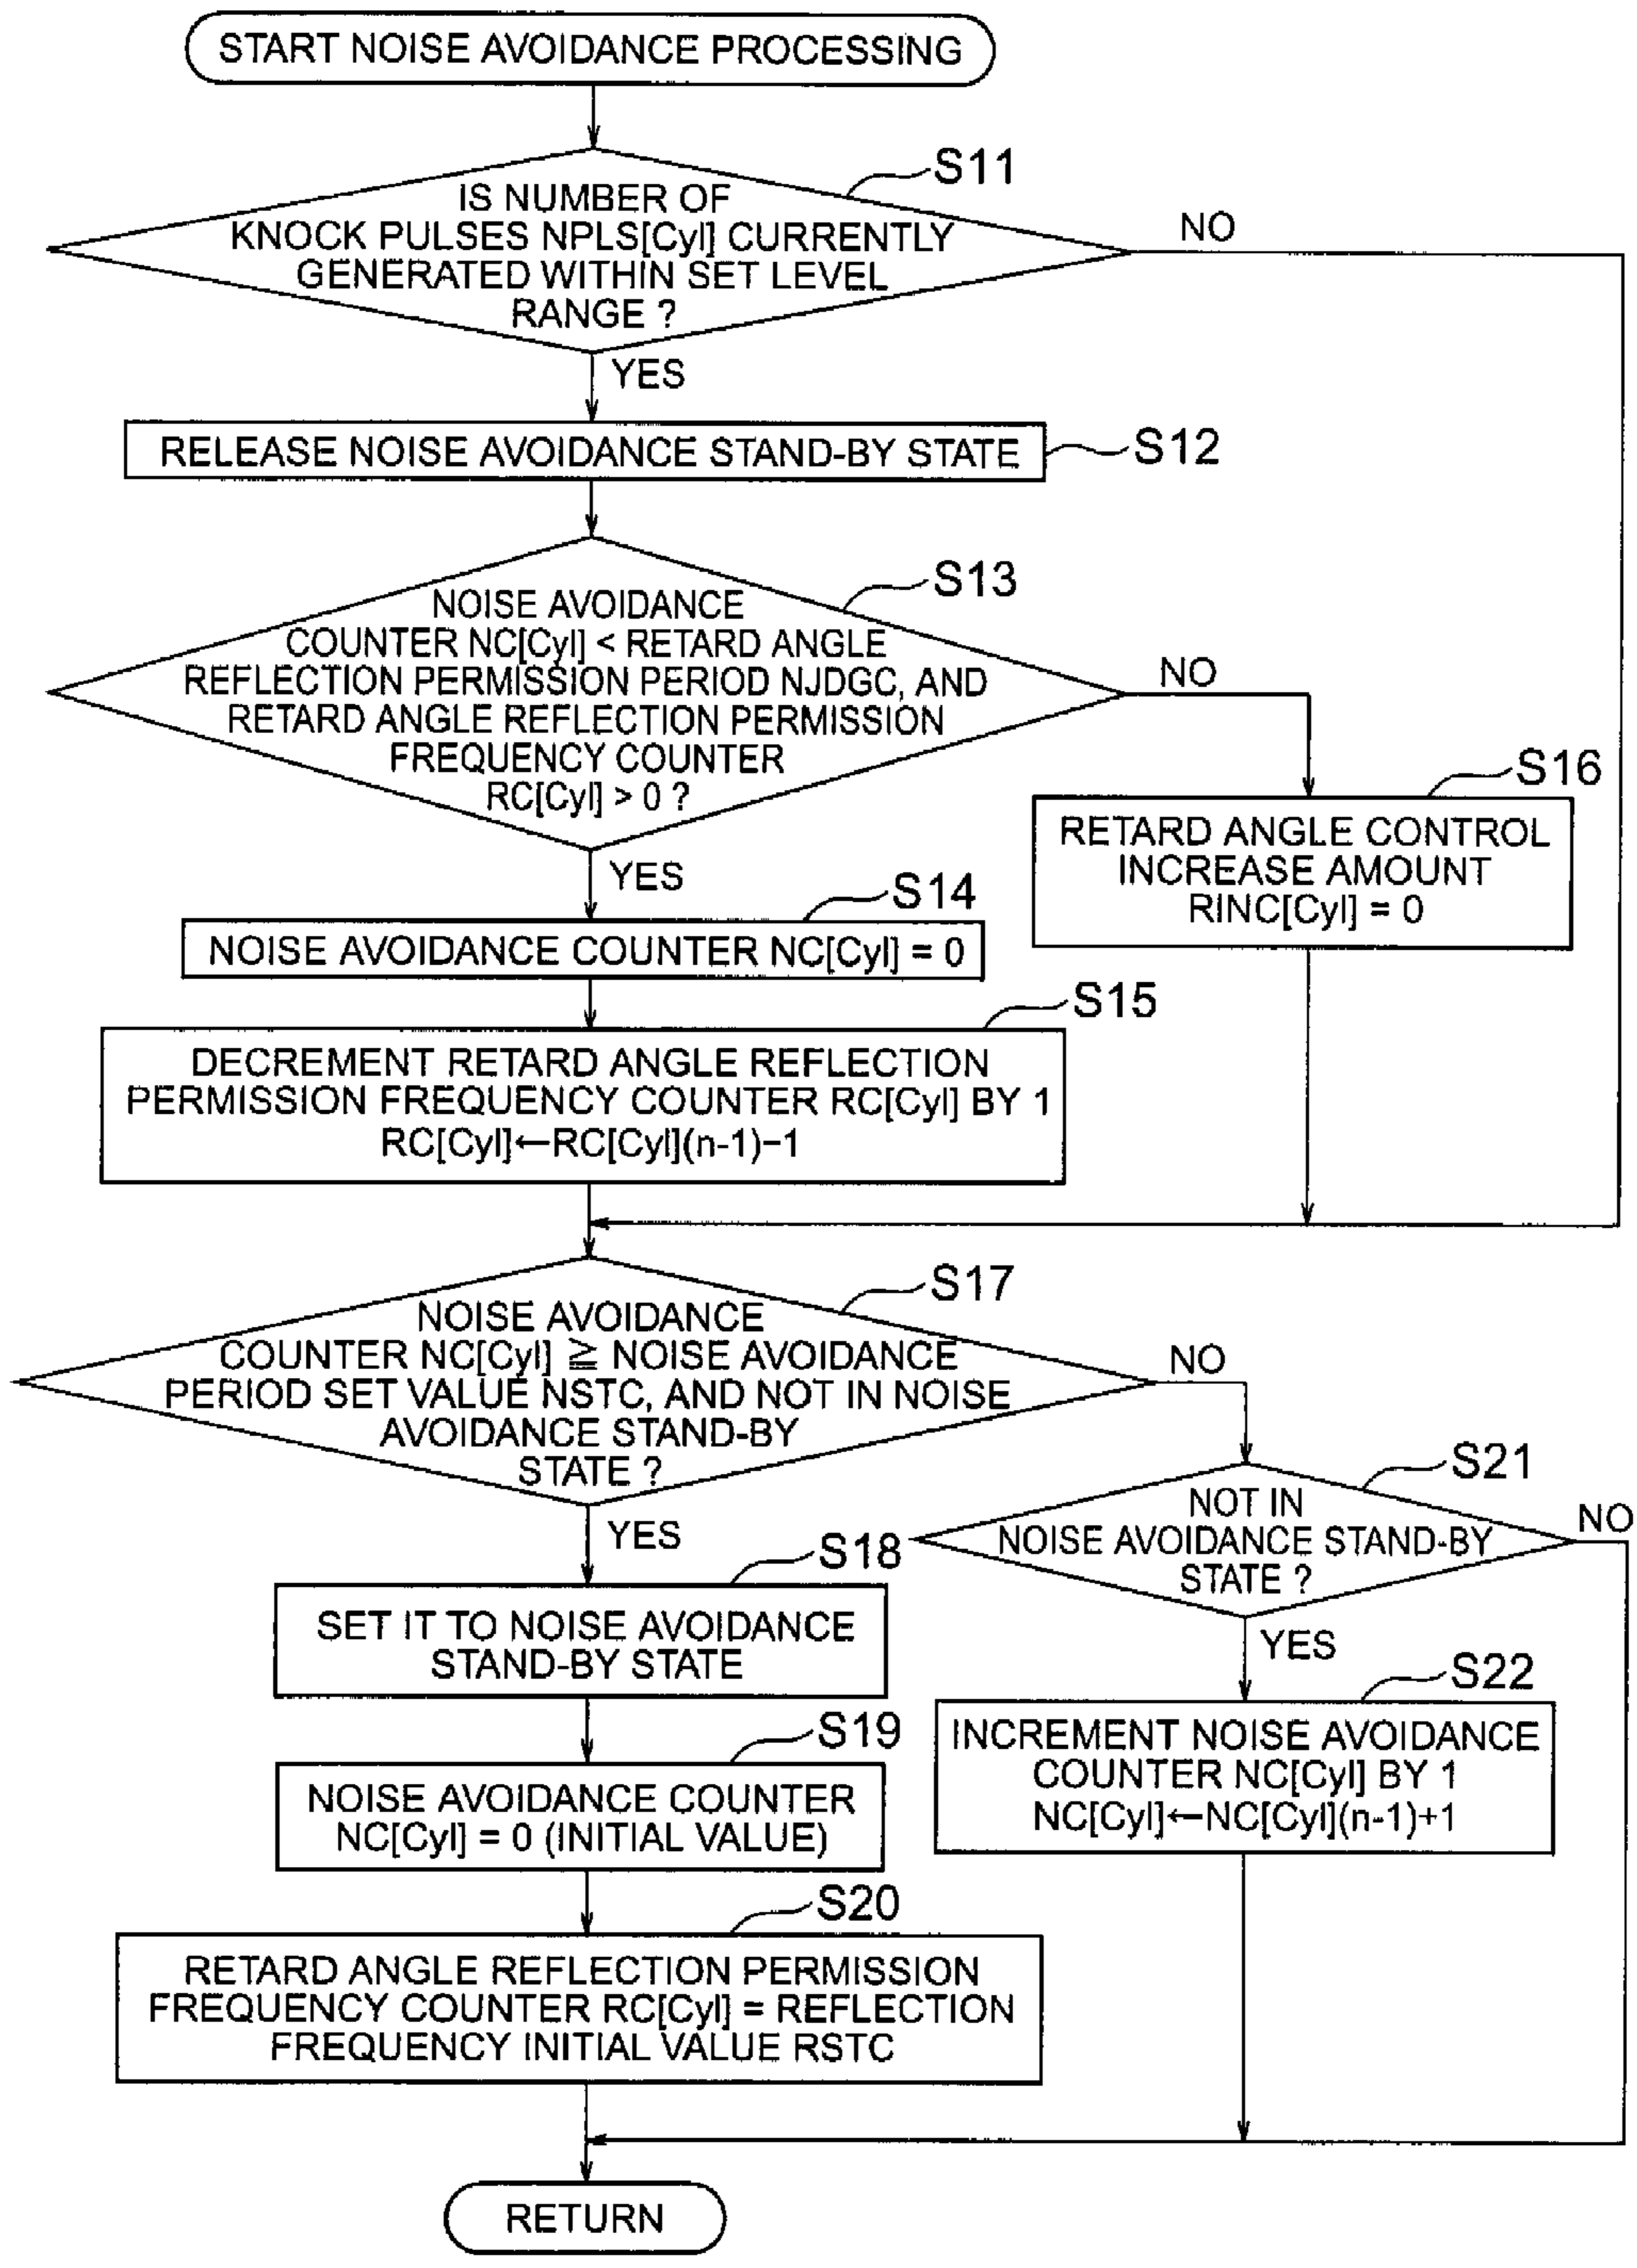 START NOISE AVOIDANCE PROCESSING
S11
IS NUMBER OF
KNOCK PULSES NPLS[Cyl] CURRENTLY
GENERATED WITHIN SET LEVEL
RANGE ?
NO
YES
RELEASE NOISE AVOIDANCE STAND-BY STATE
S12
S13
NOISE AVOIDANCE
COUNTER NC[Cyl] < RETARD ANGLE
REFLECTION PERMISSION PERIOD NJDGC, AND
RETARD ANGLE REFLECTION PERMISSION
FREQUENCY COUNTER
RC[Cyl] > 0 ?
NO
YES
S16
RETARD ANGLE CONTROL
INCREASE AMOUNT
RINC[Cyl] = 0
S14
NOISE AVOIDANCE COUNTER NC[Cyl] = 0
S15
DECREMENT RETARD ANGLE REFLECTION
PERMISSION FREQUENCY COUNTER RC[Cyl] BY 1
RC[Cyl]←RC[Cyl](n-1)−1
S17
NOISE AVOIDANCE
COUNTER NC[Cyl] ≧ NOISE AVOIDANCE
PERIOD SET VALUE NSTC, AND NOT IN NOISE
AVOIDANCE STAND-BY
STATE ?
NO
YES
S21
NOT IN
NOISE AVOIDANCE STAND-BY
STATE ?
NO
YES
S18
SET IT TO NOISE AVOIDANCE
STAND-BY STATE
S22
INCREMENT NOISE AVOIDANCE
COUNTER NC[Cyl] BY 1
NC[Cyl]←NC[Cyl](n-1)+1
S19
NOISE AVOIDANCE COUNTER
NC[Cyl] = 0 (INITIAL VALUE)
S20
RETARD ANGLE REFLECTION PERMISSION
FREQUENCY COUNTER RC[Cyl] = REFLECTION
FREQUENCY INITIAL VALUE RSTC
RETURN